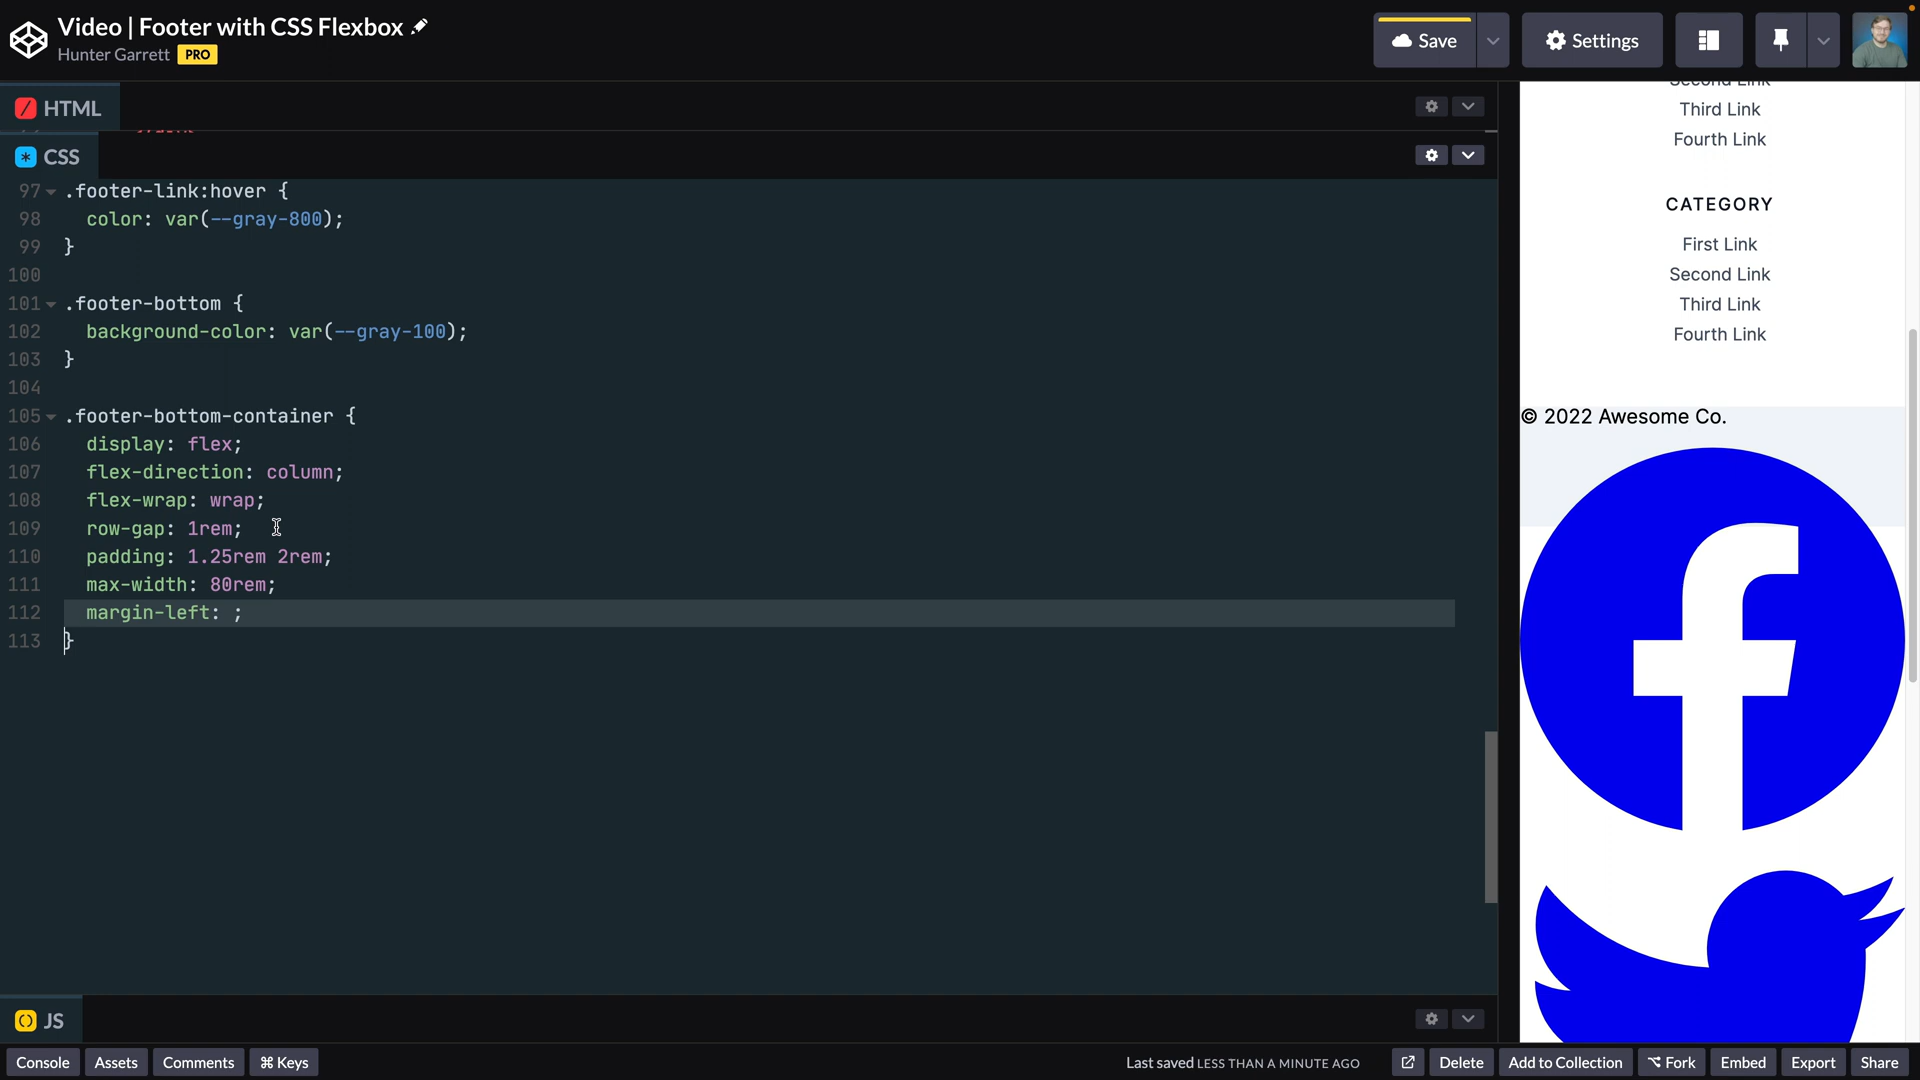 Video | Footer with CSS Flexbox
Hunter Garrett PRO
Save
Settings
HTML
CSS
97 .footer-link:hover {
98 color: var(--gray-800);
99 }
100
101 .footer-bottom {
102 background-color: var(--gray-100);
103 }
104
105 .footer-bottom-container {
106 display: flex;
107 flex-direction: column;
108 flex-wrap: wrap;
109 row-gap: 1rem;
110 padding: 1.25rem 2rem;
111 max-width: 80rem;
112 margin-left: ;
113 }
Second Link
Third Link
Fourth Link
CATEGORY
First Link
Second Link
Third Link
Fourth Link
© 2022 Awesome Co.
JS
Console
Assets
Comments
⌘ Keys
Last saved LESS THAN A MINUTE AGO
Delete
Add to Collection
⌥ Fork
Embed
Export
Share